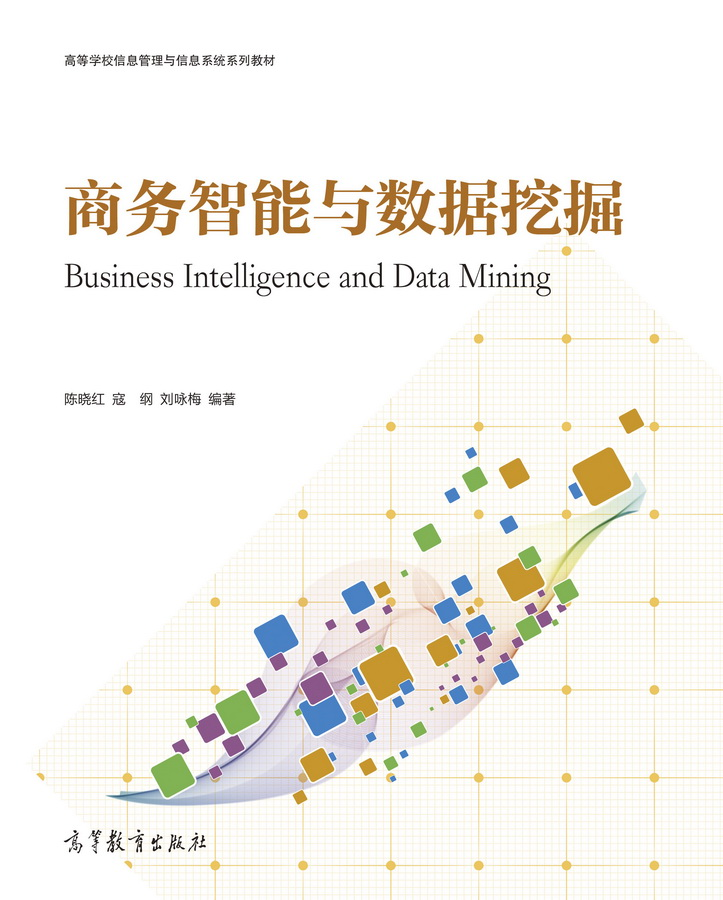 高等学校信息管理与信息系统系列教材
商务智能与数据挖掘
Business Intelligence and Data Mining
陈晓红 寇 纲 刘咏梅 编著
高等教育出版社